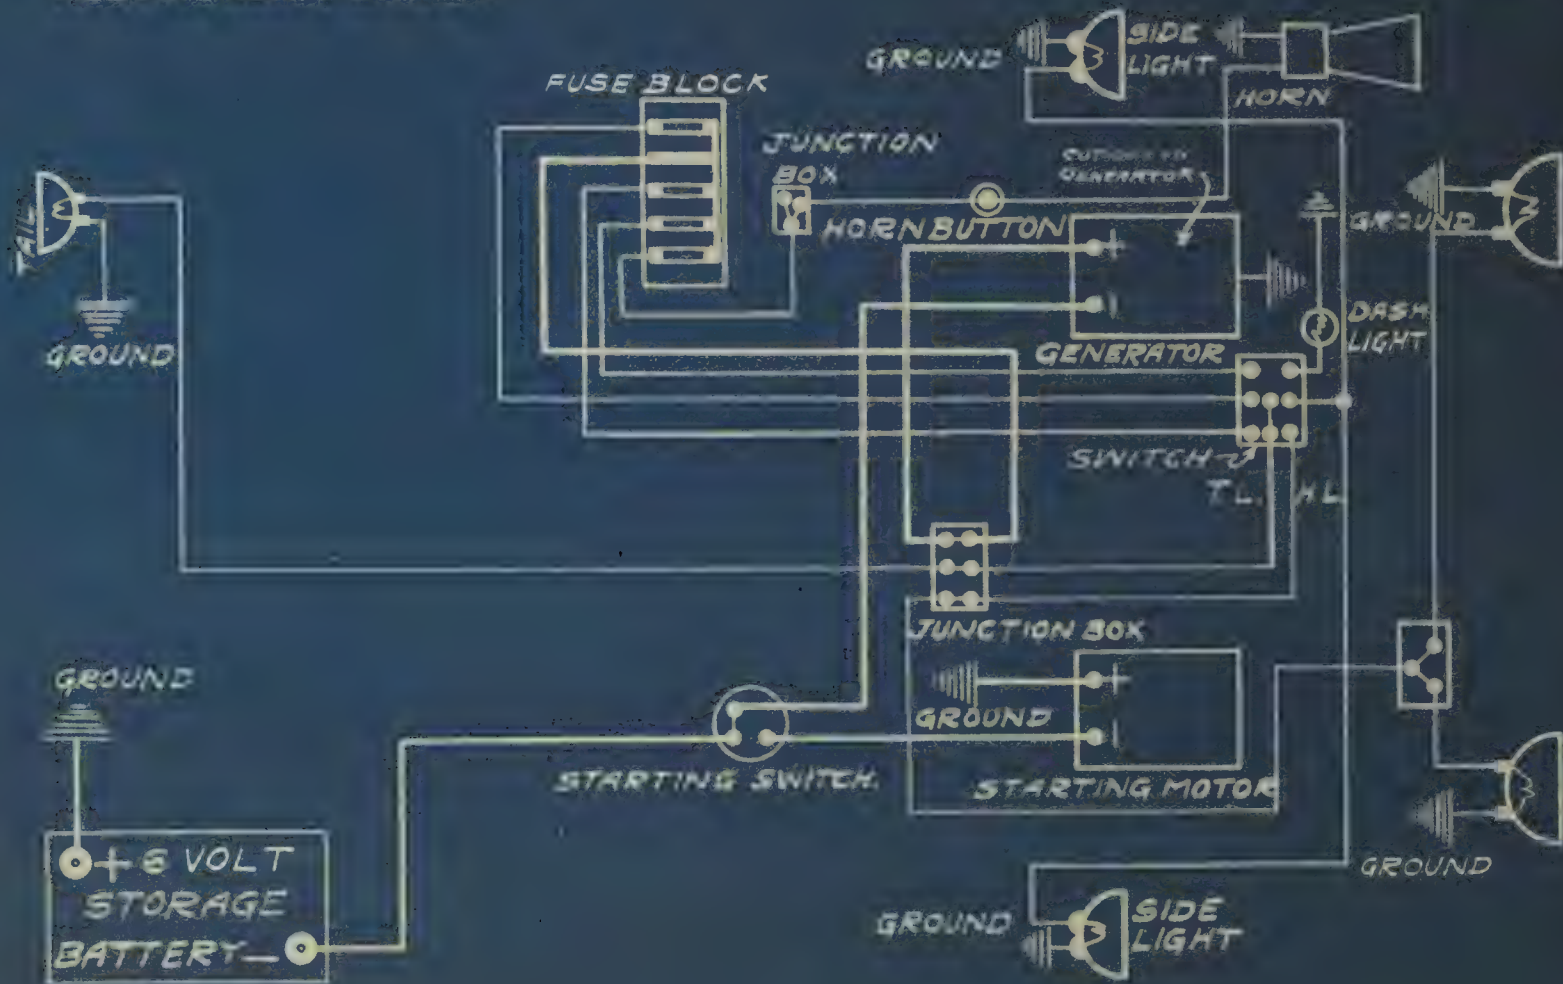 SIDE
LIGHT
GROUND
HORN
FUSE BLOCK
JUNCTION
BOX
GENERATOR
HORN BUTTON
GROUND
+
-
DASH
LIGHT
GENERATOR
GROUND
SWITCH
T.L. H.L.
JUNCTION BOX
GROUND
+
GROUND
-
STARTING SWITCH.
STARTING MOTOR
+ 6 VOLT
STORAGE
BATTERY -
GROUND
GROUND
SIDE
LIGHT